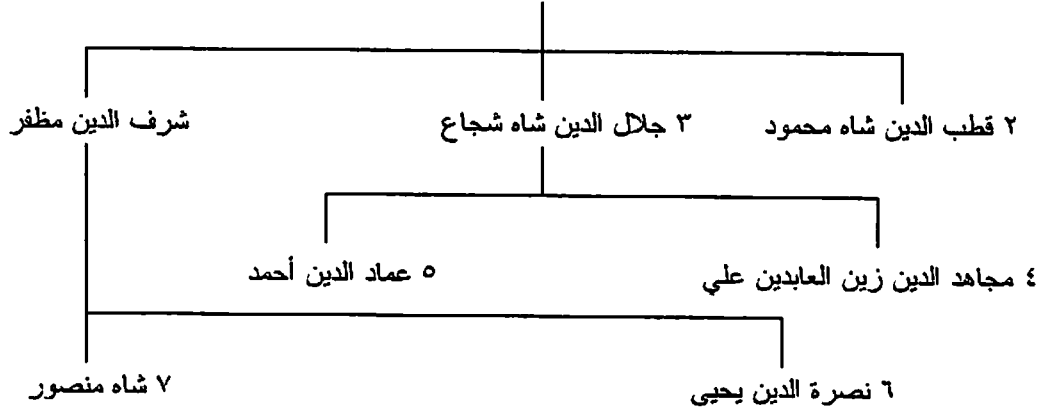 ٢ قطب الدين شاه محمود ٣ جلال الدين شاه شجاع شرف الدين مظفر
٤ مجاهد الدين زين العابدين علي ٥ عماد الدين أحمد
٦ نصرة الدين يحيى ٧ شاه منصور